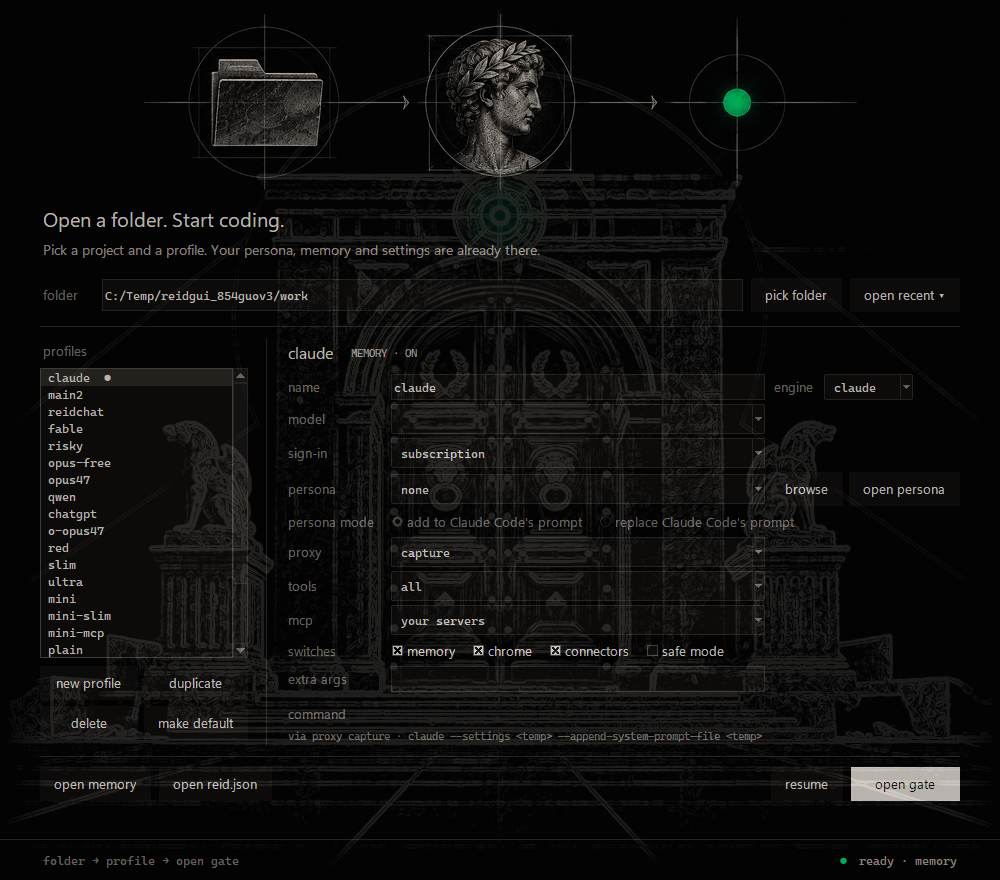 Open a folder. Start coding.
Pick a project and a profile. Your persona, memory and settings are already there.
folder C:/Temp/reidgui_854guov3/work pick folder open recent ▾
profiles
claude ●
main2
reidchat
fable
risky
opus-free
opus47
qwen
chatgpt
o-opus47
red
slim
ultra
mini
mini-slim
mini-mcp
plain
new profile duplicate
delete make default
claude MEMORY · ON
name claude engine claude
model
sign-in subscription
persona none browse open persona
persona mode add to Claude Code's prompt replace Claude Code's prompt
proxy capture
tools all
mcp your servers
switches memory chrome connectors safe mode
extra args
command
via proxy capture · claude --settings <temp> --append-system-prompt-file <temp>
open memory open reid.json resume open gate
folder → profile → open gate ● ready · memory